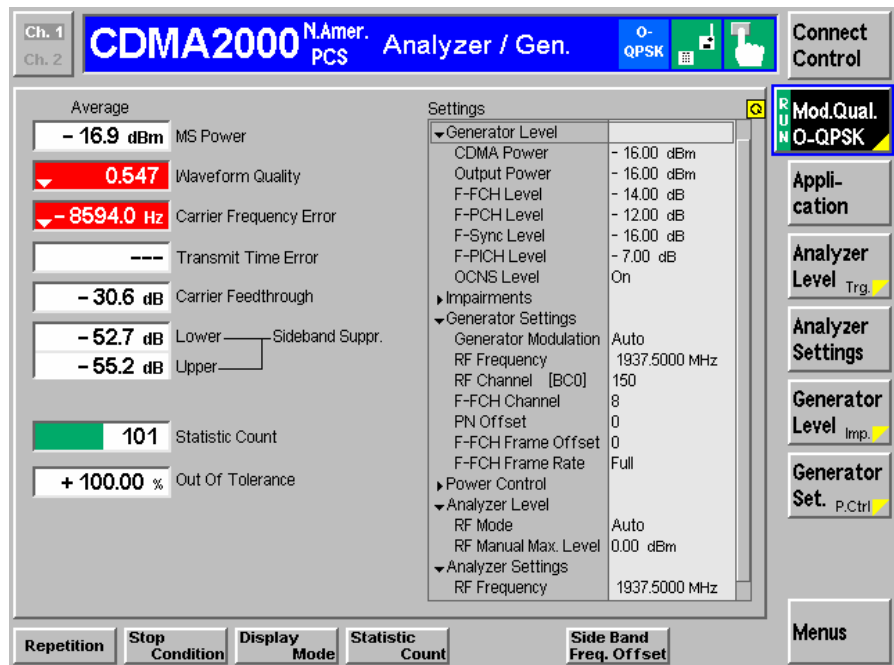 Ch. 1
Ch. 2
CDMA2000 N.Amer. PCS Analyzer / Gen.
O-
QPSK
Connect
Control
Average
- 16.9 dBm MS Power
0.547 Waveform Quality
- 8594.0 Hz Carrier Frequency Error
--- Transmit Time Error
- 30.6 dB Carrier Feedthrough
- 52.7 dB Lower Sideband Suppr.
- 55.2 dB Upper
101 Statistic Count
+ 100.00 % Out Of Tolerance
Settings
Generator Level
CDMA Power - 16.00 dBm
Output Power - 16.00 dBm
F-FCH Level - 14.00 dB
F-PCH Level - 12.00 dB
F-Sync Level - 16.00 dB
F-PICH Level - 7.00 dB
OCNS Level On
Impairments
Generator Settings
Generator Modulation Auto
RF Frequency 1937.5000 MHz
RF Channel [BC0] 150
F-FCH Channel 8
PN Offset 0
F-FCH Frame Offset 0
F-FCH Frame Rate Full
Power Control
Analyzer Level
RF Mode Auto
RF Manual Max. Level 0.00 dBm
Analyzer Settings
RF Frequency 1937.5000 MHz
RUN
Mod.Qual.
O-QPSK
Appli-
cation
Analyzer
Level Trg.
Analyzer
Settings
Generator
Level Imp.
Generator
Set. P.Ctrl
Menus
Repetition
Stop
Condition
Display
Mode
Statistic
Count
Side Band
Freq. Offset